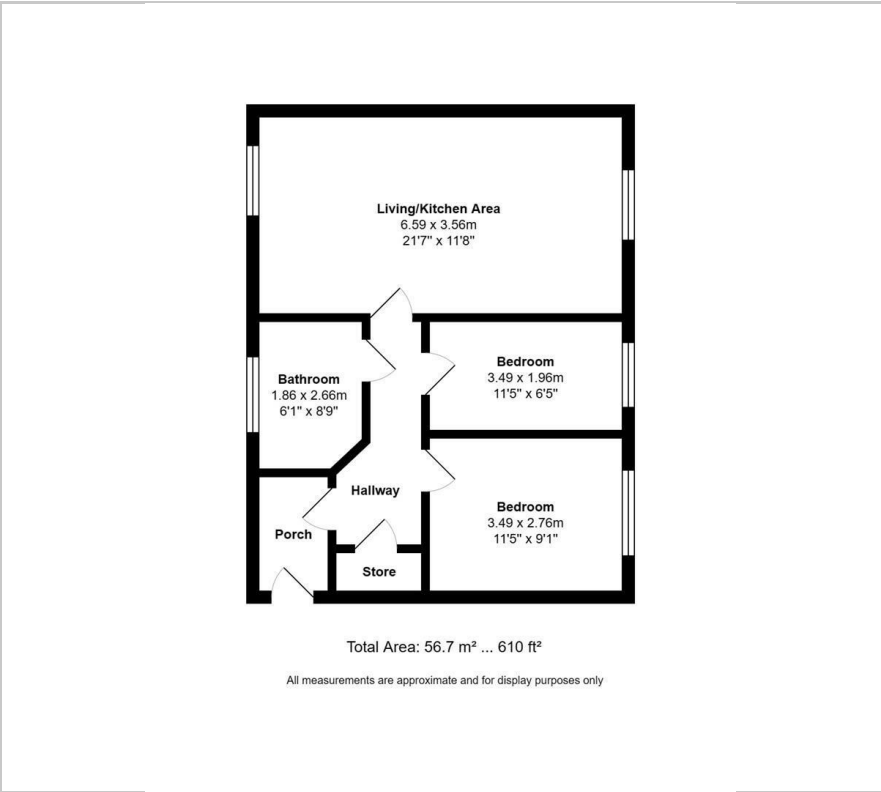 Living/Kitchen Area
6.59 x 3.56m
21'7" x 11'8"
Bathroom
1.86 x 2.66m
6'1" x 8'9"
Bedroom
3.49 x 1.96m
11'5" x 6'5"
Hallway
Bedroom
3.49 x 2.76m
11'5" x 9'1"
Porch
Store
Total Area: 56.7 m² ... 610 ft²
All measurements are approximate and for display purposes only